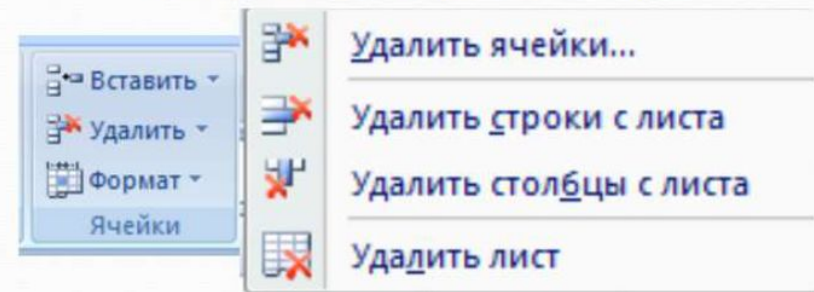 Вставить
Удалить
Формат
Ячейки
Удалить ячейки...
Удалить строки с листа
Удалить столбцы с листа
Удалить лист